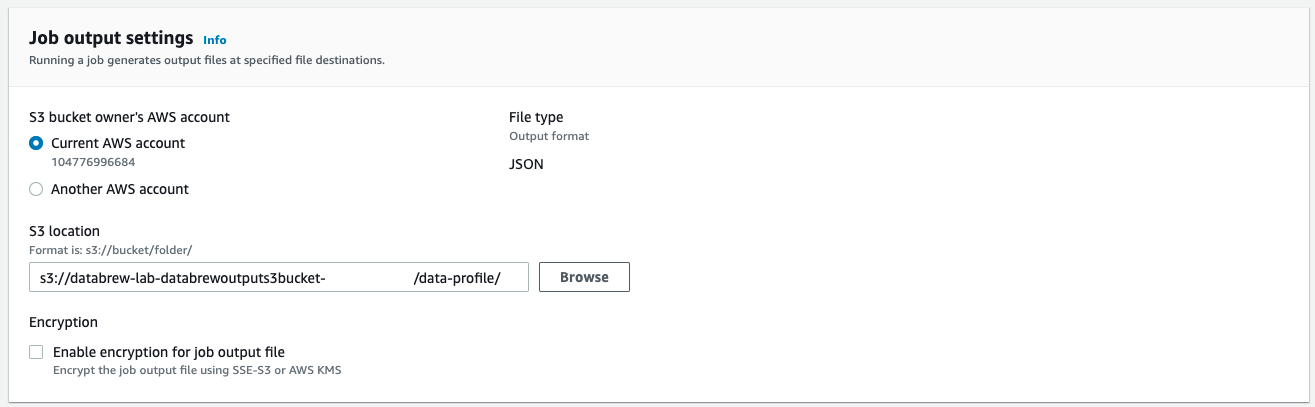 Job output settings Info
Running a job generates output files at specified file destinations.
S3 bucket owner's AWS account
Current AWS account
104776996684
Another AWS account
File type
Output format
JSON
S3 location
Format is: s3://bucket/folder/
s3://databrew-lab-databrewoutputs3bucket- /data-profile/
Browse
Encryption
Enable encryption for job output file
Encrypt the job output file using SSE-S3 or AWS KMS